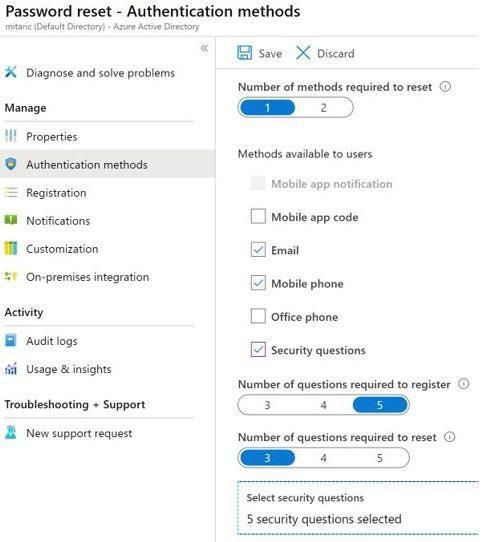 Password reset - Authentication methods
mitaric (Default Directory) - Azure Active Directory
«
Diagnose and solve problems
Manage
Properties
Authentication methods
Registration
Notifications
Customization
On-premises integration
Activity
Audit logs
Usage & insights
Troubleshooting + Support
New support request
Save Discard
Number of methods required to reset
1 2
Methods available to users
Mobile app notification
Mobile app code
Email
Mobile phone
Office phone
Security questions
Number of questions required to register
3 4 5
Number of questions required to reset
3 4 5
Select security questions
5 security questions selected